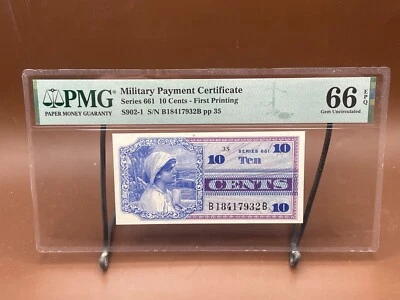 PMG
PAPER MONEY GUARANTY
Military Payment Certificate
Series 661 10 Cents - First Printing
S902-1 S/N B18417932B pp 35
66 EPQ
Gem Uncirculated
10 35 SERIES 661 10
Ten
CENTS
B18417932B 10